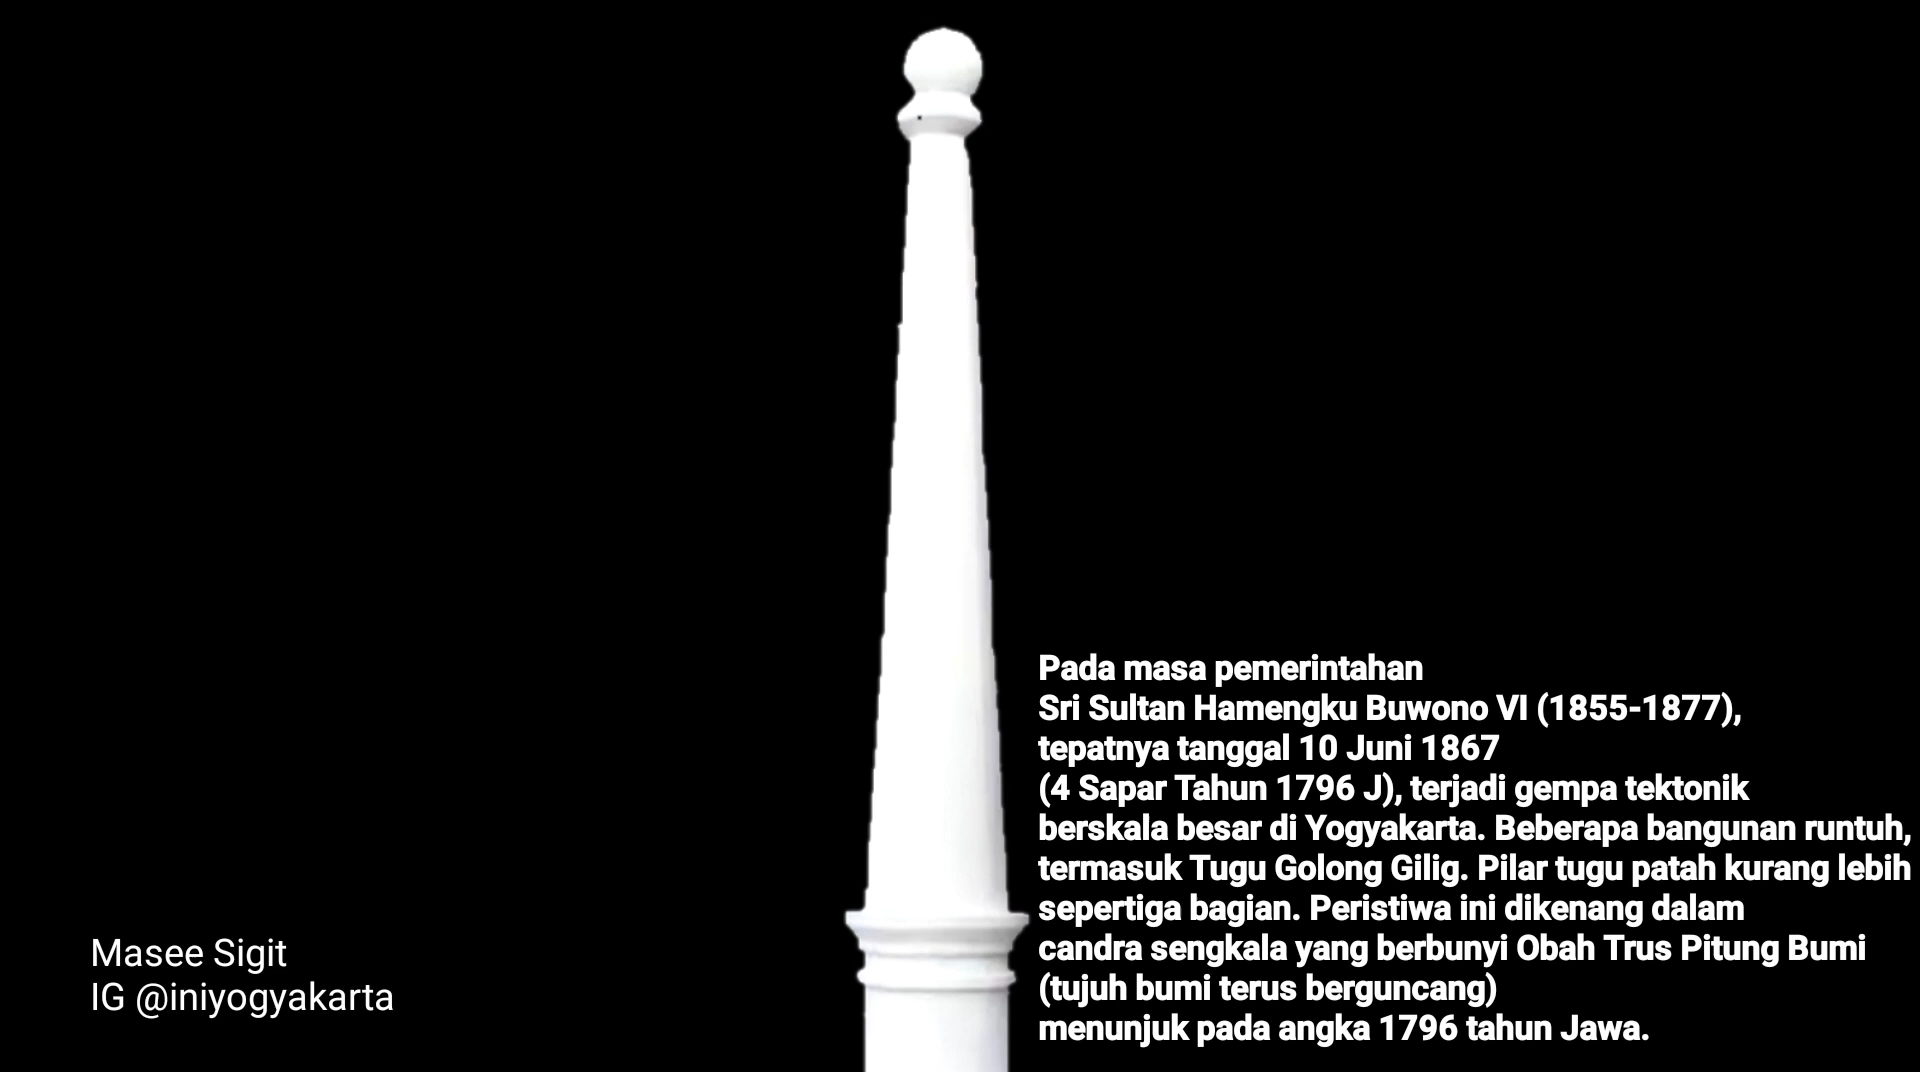 Pada masa pemerintahan
Sri Sultan Hamengku Buwono VI (1855-1877),
tepatnya tanggal 10 Juni 1867
(4 Sapar Tahun 1796 J), terjadi gempa tektonik
berskala besar di Yogyakarta. Beberapa bangunan runtuh,
termasuk Tugu Golong Gilig. Pilar tugu patah kurang lebih
sepertiga bagian. Peristiwa ini dikenang dalam
candra sengkala yang berbunyi Obah Trus Pitung Bumi
(tujuh bumi terus berguncang)
menunjuk pada angka 1796 tahun Jawa.
Masee Sigit
IG @iniyogyakarta